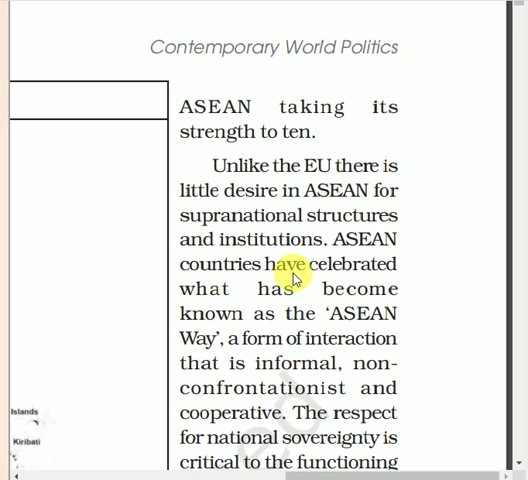 Contemporary World Politics
ASEAN taking its
strength to ten.
Unlike the EU there is
little desire in ASEAN for
supranational structures
and institutions. ASEAN
countries have celebrated
what has become
known as the 'ASEAN
Way', a form of interaction
that is informal, non-
confrontationist and
cooperative. The respect
for national sovereignty is
critical to the functioning
Islands
Kiribati